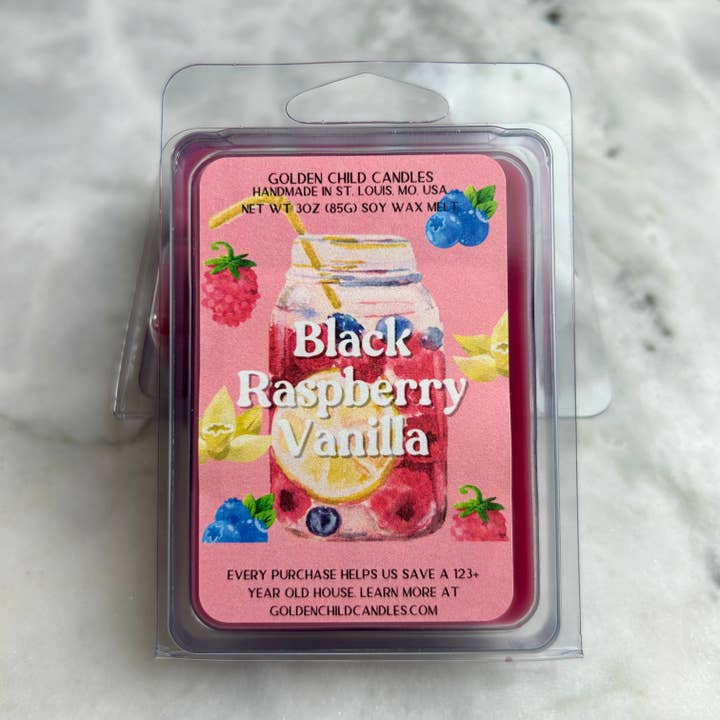 GOLDEN CHILD CANDLES
HANDMADE IN ST. LOUIS, MO, USA
NET WT 3OZ (85G) SOY WAX MELT
Black
Raspberry
Vanilla
EVERY PURCHASE HELPS US SAVE A 123+
YEAR OLD HOUSE. LEARN MORE AT
GOLDENCHILDCANDLES.COM